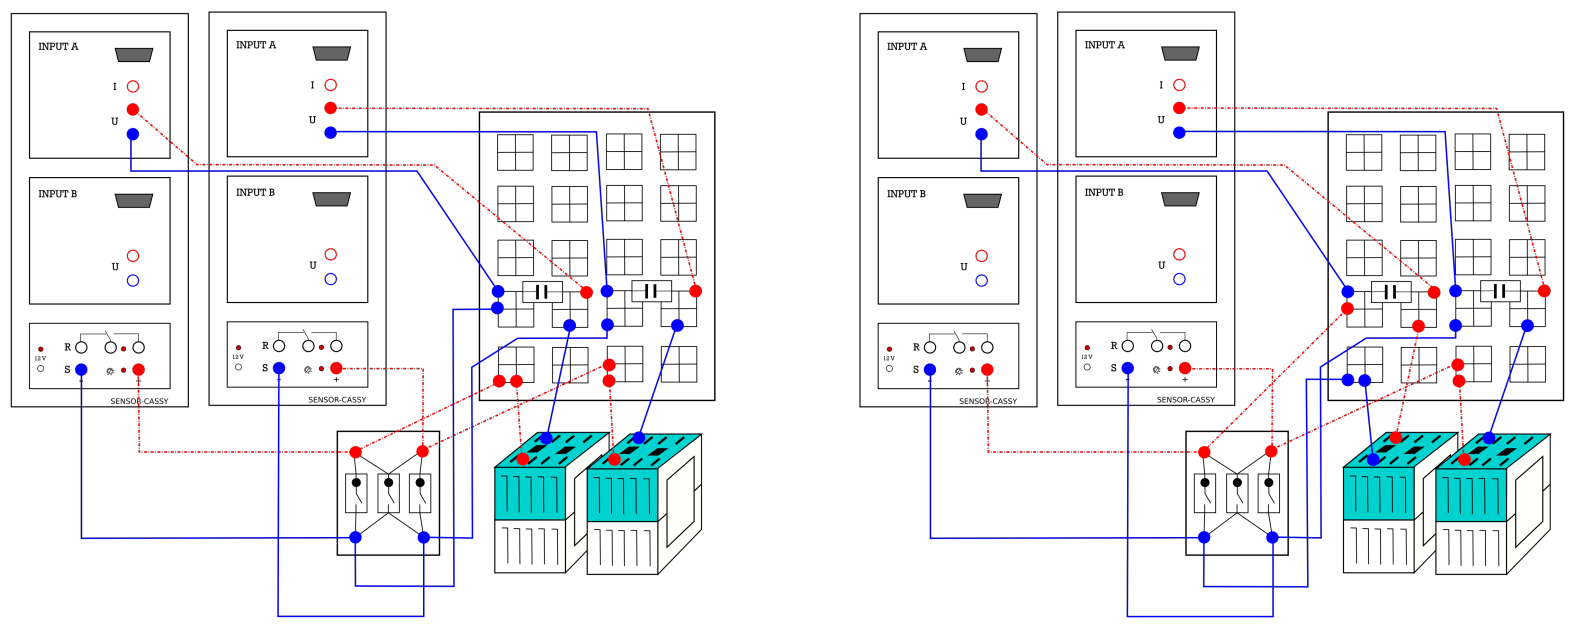 INPUT A
I
U
INPUT B
U
R
12 V
S
-
+
SENSOR-CASSY
INPUT A
I
U
INPUT B
U
R
12 V
S
-
+
SENSOR-CASSY
INPUT A
I
U
INPUT B
U
R
12 V
S
-
+
SENSOR-CASSY
INPUT A
I
U
INPUT B
U
R
12 V
S
-
+
SENSOR-CASSY